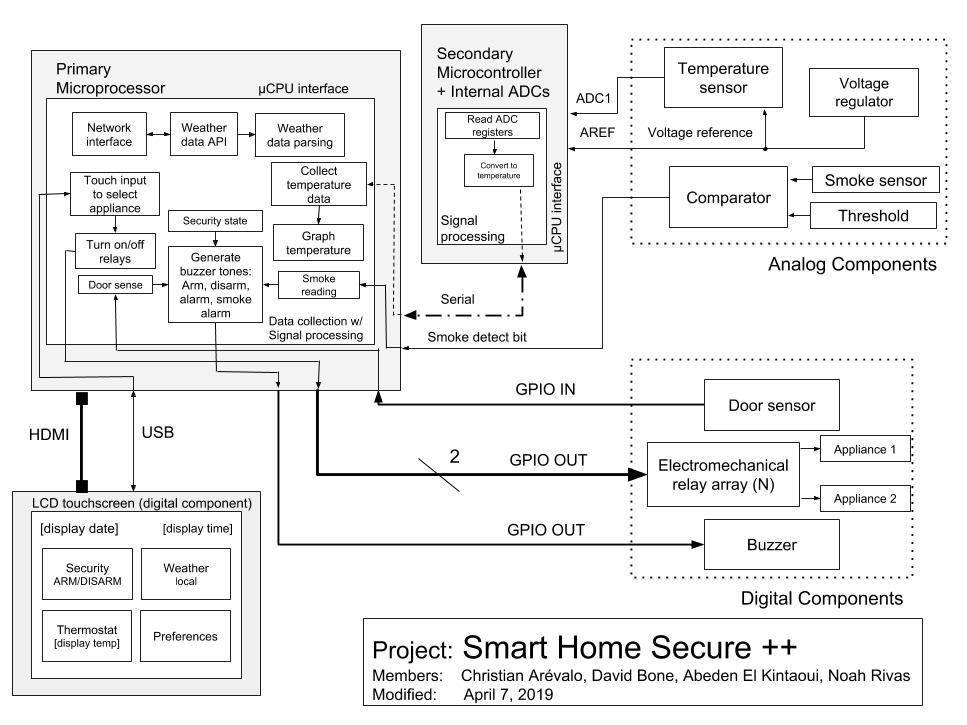 Primary
Microprocessor
µCPU interface
Network
interface
Weather
data API
Weather
data parsing
Touch input
to select
appliance
Collect
temperature
data
Security state
Turn on/off
relays
Graph
temperature
Door sense
Generate
buzzer tones:
Arm, disarm,
alarm, smoke
alarm
Smoke
reading
Data collection w/
Signal processing
Secondary
Microcontroller
+ Internal ADCs
Read ADC
registers
Convert to
temperature
Signal
processing
µCPU interface
ADC1
AREF
Voltage reference
Temperature
sensor
Voltage
regulator
Comparator
Smoke sensor
Threshold
Analog Components
Serial
Smoke detect bit
GPIO IN
Door sensor
2
GPIO OUT
Electromechanical
relay array (N)
Appliance 1
Appliance 2
GPIO OUT
Buzzer
Digital Components
HDMI
USB
LCD touchscreen (digital component)
[display date]
[display time]
Security
ARM/DISARM
Weather
local
Thermostat
[display temp]
Preferences
Project: Smart Home Secure ++
Members: Christian Arévalo, David Bone, Abeden El Kintaoui, Noah Rivas
Modified: April 7, 2019